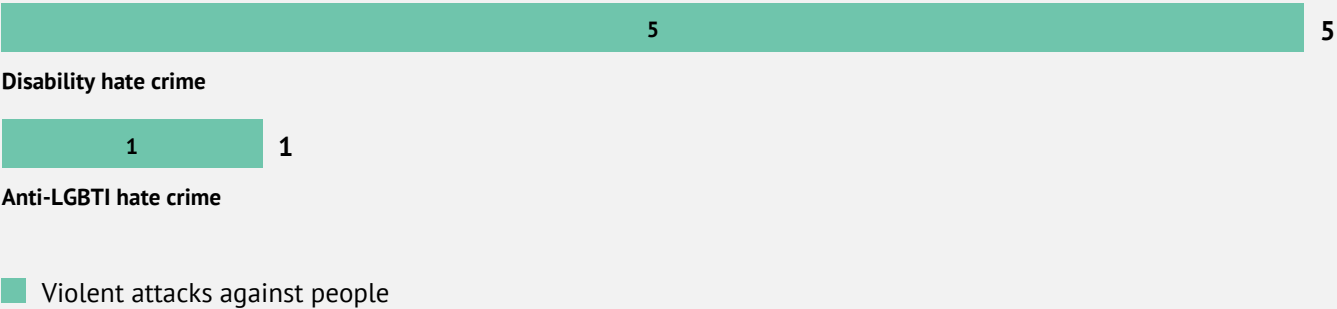 5 5
Disability hate crime
1 1
Anti-LGBTI hate crime
Violent attacks against people